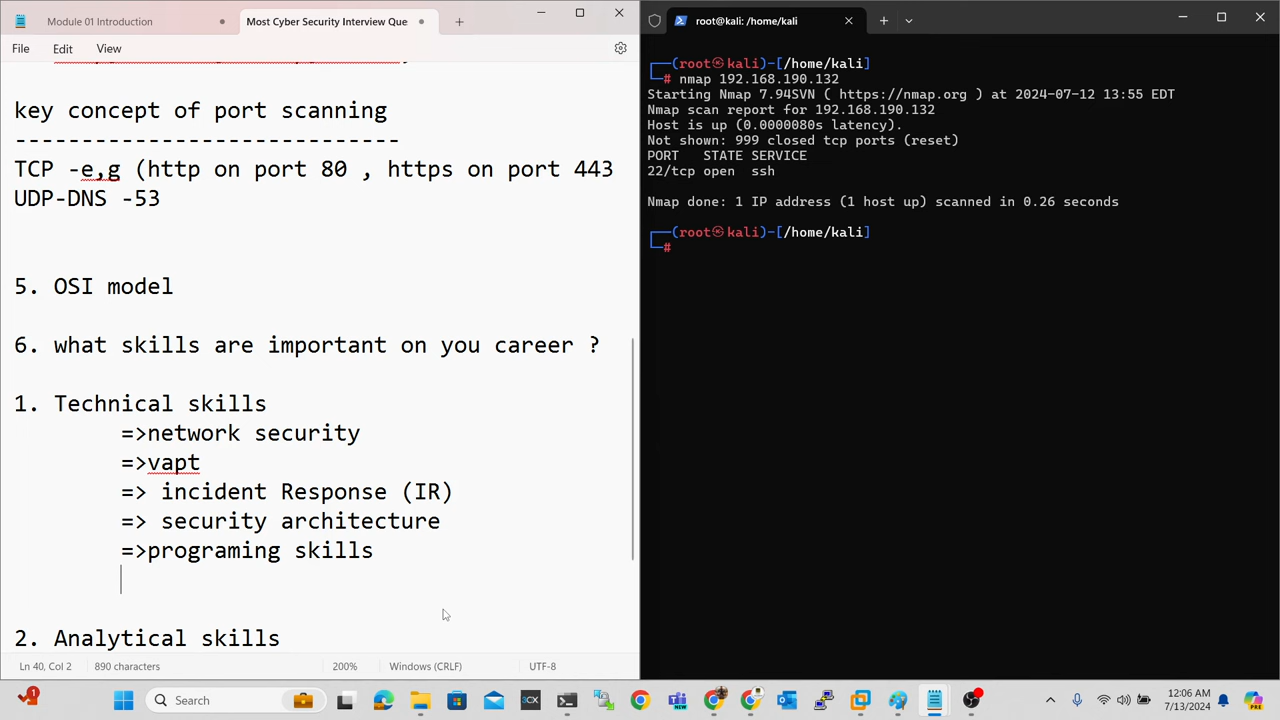 Module 01 Introduction
Most Cyber Security Interview Que
File Edit View
key concept of port scanning
-----------------------------
TCP -e,g (http on port 80 , https on port 443
UDP-DNS -53
5. OSI model
6. what skills are important on you career ?
1. Technical skills
=>network security
=>vapt
=> incident Response (IR)
=> security architecture
=>programing skills
2. Analytical skills
Ln 40, Col 2 890 characters 200% Windows (CRLF) UTF-8
root@kali: /home/kali
┌──(root㉿kali)-[/home/kali]
└─# nmap 192.168.190.132
Starting Nmap 7.94SVN ( https://nmap.org ) at 2024-07-12 13:55 EDT
Nmap scan report for 192.168.190.132
Host is up (0.0000080s latency).
Not shown: 999 closed tcp ports (reset)
PORT   STATE SERVICE
22/tcp open  ssh
Nmap done: 1 IP address (1 host up) scanned in 0.26 seconds
┌──(root㉿kali)-[/home/kali]
└─#
1
Search
3CX
NEW
12:06 AM
7/13/2024
PRE